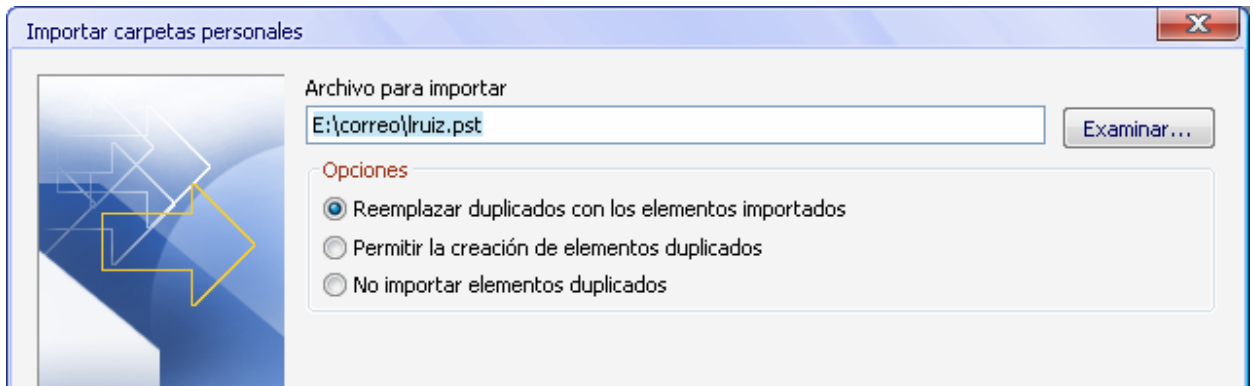 Importar carpetas personales
Archivo para importar
E:\correo\lruiz.pst
Examinar...
Opciones
Reemplazar duplicados con los elementos importados
Permitir la creación de elementos duplicados
No importar elementos duplicados